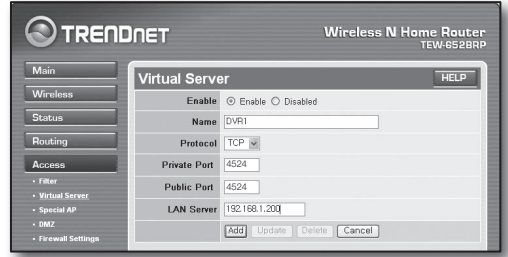 TRENDNET
Wireless N Home Router
TEW-652BRP
Main
Wireless
Status
Routing
Access
• Filter
• Virtual Server
• Special AP
• DMZ
• Firewall Settings
Virtual Server
HELP
Enable Enable Disabled
Name DVR1
Protocol TCP
Private Port 4524
Public Port 4524
LAN Server 192.168.1.200
Add Update Delete Cancel